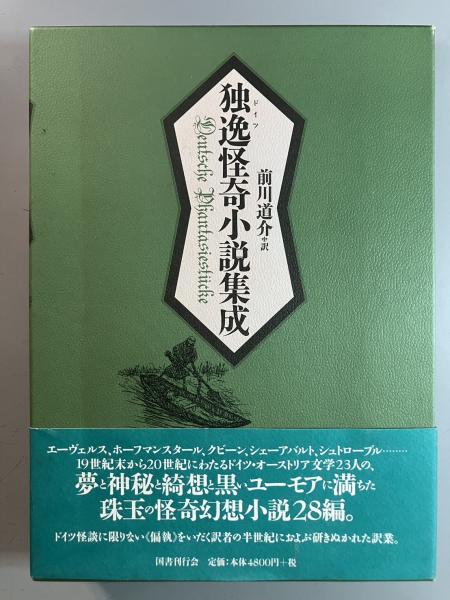 独逸怪奇小説集成
ドイツ
Deutsche Phantasiestücke
前川道介●訳
エーヴェルス、ホーフマンスタール、クビーン、シェーアバルト、シュトローブル………
19世紀末から20世紀にわたるドイツ・オーストリア文学23人の、
夢と神秘と綺想と黒いユーモアに満ちた
珠玉の怪奇幻想小説28編。
ドイツ怪談に限りない《偏執》をいだく訳者の半世紀におよぶ研きぬかれた訳業。
国書刊行会 定価：本体4800円+税